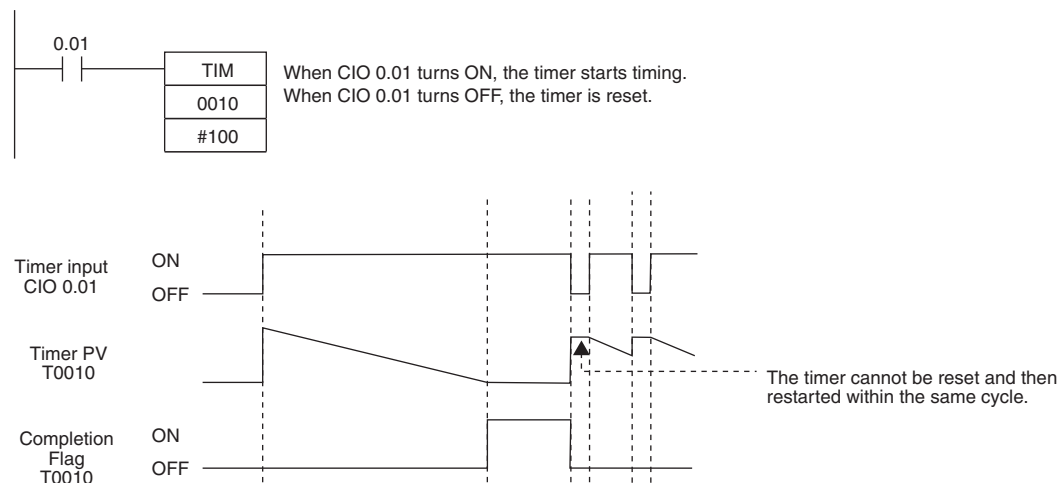 0.01
TIM
0010
#100
When CIO 0.01 turns ON, the timer starts timing.
When CIO 0.01 turns OFF, the timer is reset.
Timer input
CIO 0.01
ON
OFF
Timer PV
T0010
The timer cannot be reset and then
restarted within the same cycle.
Completion
Flag
T0010
ON
OFF